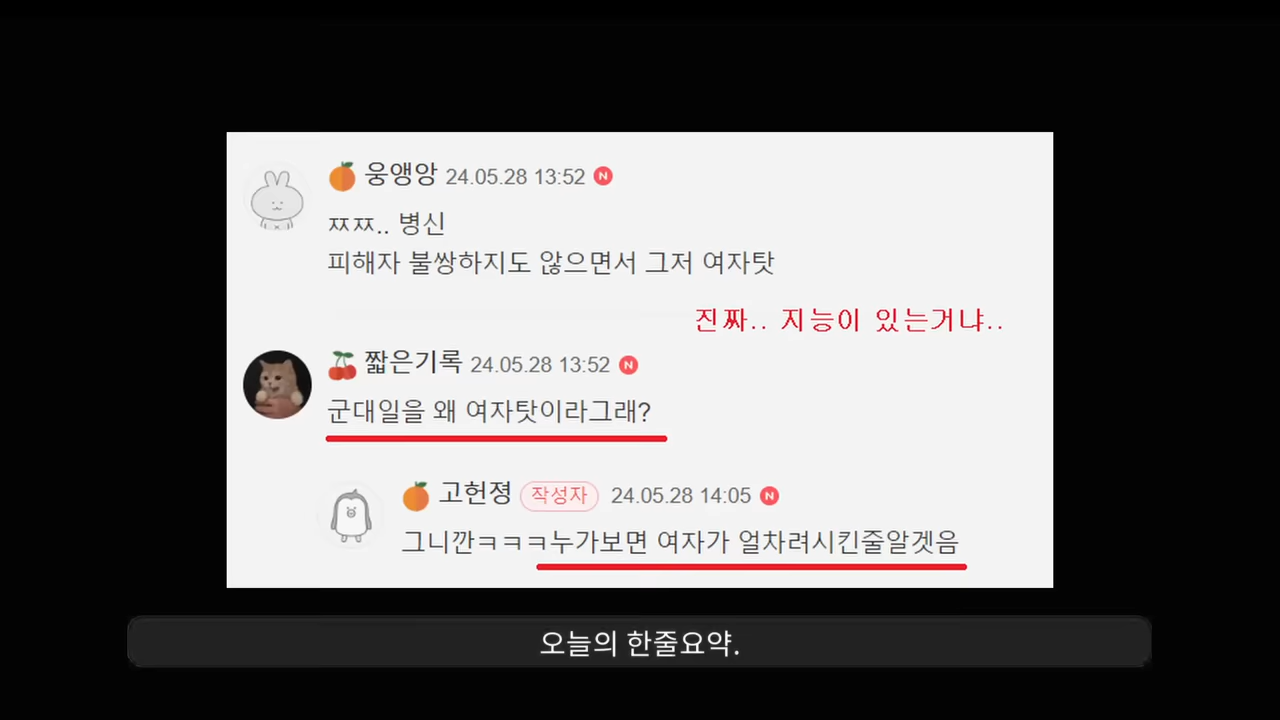 웅앵앙 24.05.28 13:52 N
ㅉㅉ.. 병신
피해자 불쌍하지도 않으면서 그저 여자탓
진짜.. 지능이 있는거냐..
짧은기록 24.05.28 13:52 N
군대일을 왜 여자탓이라그래?
고헌졍 작성자 24.05.28 14:05 N
그니깐ㅋㅋㅋ누가보면 여자가 얼차려시킨줄알겟음
오늘의 한줄요약.